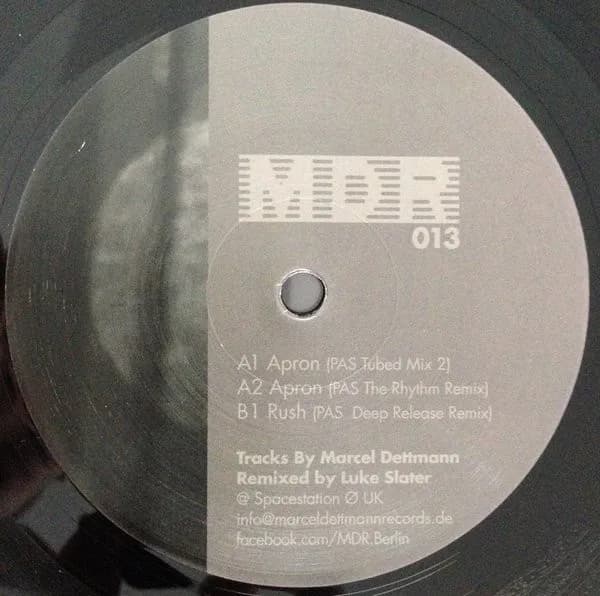 MDR
013
A1 Apron (PAS Tubed Mix 2)
A2 Apron (PAS The Rhythm Remix)
B1 Rush (PAS Deep Release Remix)
Tracks By Marcel Dettmann
Remixed by Luke Slater
@ Spacestation Ø UK
info@marceldettmannrecords.de
facebook.com/MDR.Berlin